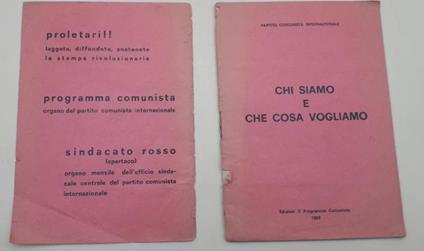 proletari!!
leggete, diffondete, sostenete
la stampa rivoluzionaria
programma comunista
organo del partito comunista internazionale
sindacato rosso
(spartaco)
organo mensile dell'ufficio sinda-
cale centrale del partito comunista
internazionale
PARTITO COMUNISTA INTERNAZIONALE
CHI SIAMO
E
CHE COSA VOGLIAMO
Edizioni Il Programma Comunista